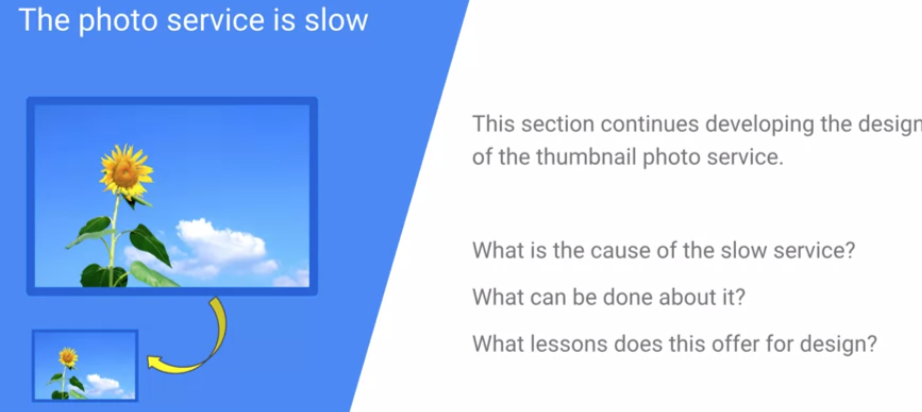 The photo service is slow
This section continues developing the design
of the thumbnail photo service.
What is the cause of the slow service?
What can be done about it?
What lessons does this offer for design?